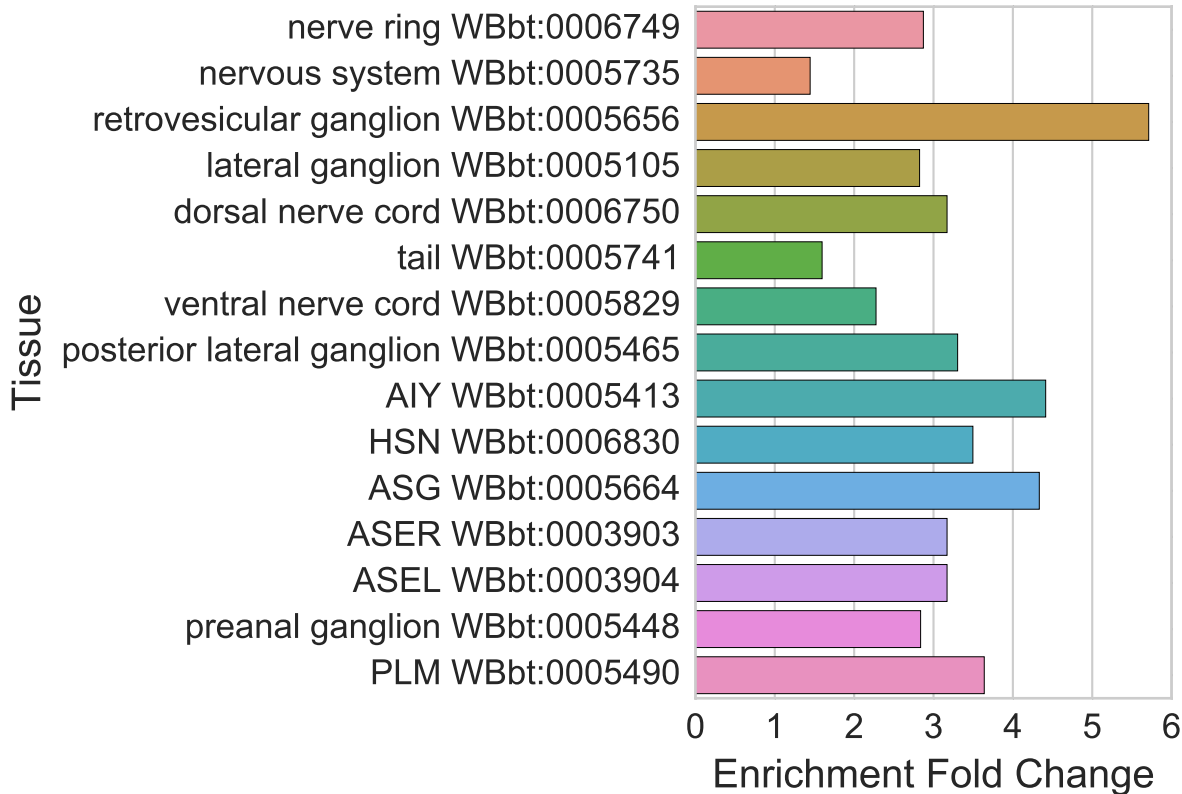 nerve ring WBbt:0006749
nervous system WBbt:0005735
retrovesicular ganglion WBbt:0005656
lateral ganglion WBbt:0005105
dorsal nerve cord WBbt:0006750
tail WBbt:0005741
ventral nerve cord WBbt:0005829
posterior lateral ganglion WBbt:0005465
AIY WBbt:0005413
HSN WBbt:0006830
ASG WBbt:0005664
ASER WBbt:0003903
ASEL WBbt:0003904
preanal ganglion WBbt:0005448
PLM WBbt:0005490
Tissue
0 1 2 3 4 5 6
Enrichment Fold Change